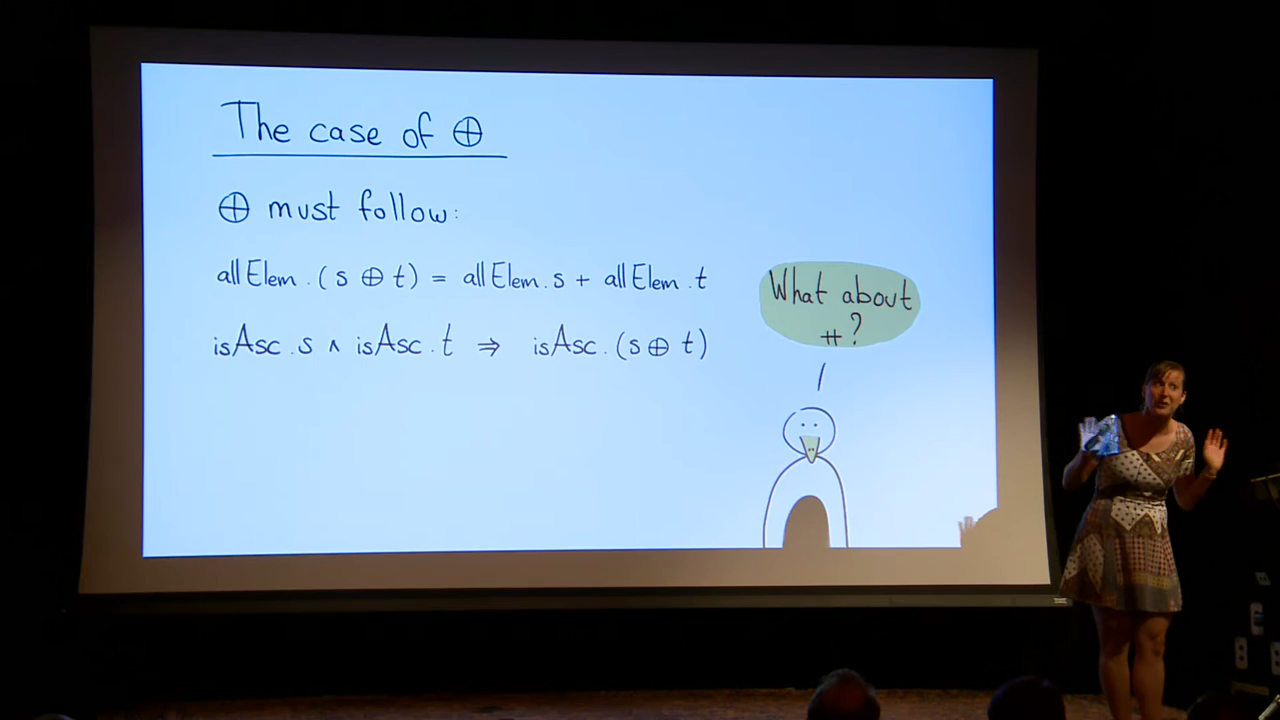 The case of ⊕
⊕ must follow:
allElem.(s ⊕ t) = allElem.s + allElem.t
isAsc.s ∧ isAsc.t ⇒ isAsc.(s ⊕ t)
What about
⧺?